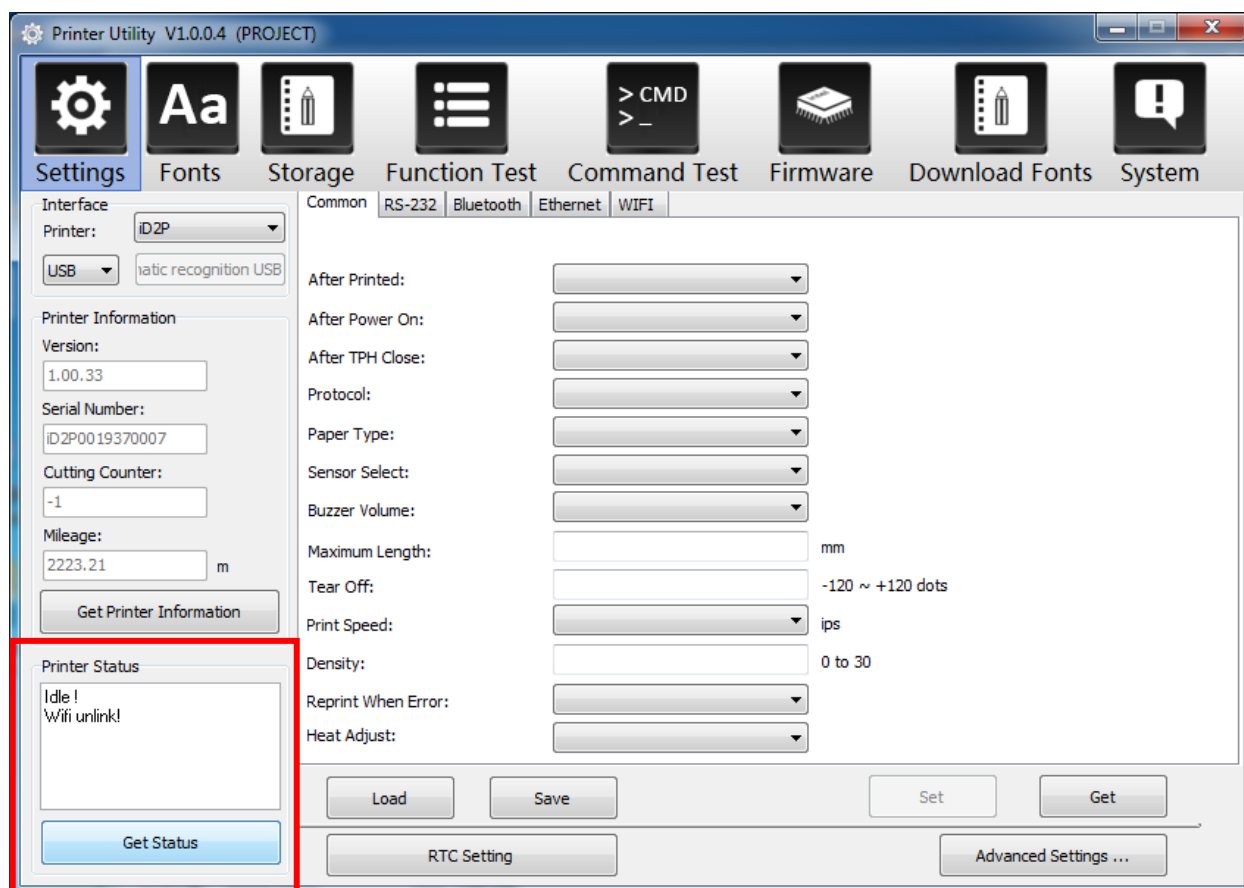 Printer Utility V1.0.0.4 (PROJECT)
Aa
> CMD
>_
Settings Fonts Storage Function Test Command Test Firmware Download Fonts System
Interface
Printer: iD2P
USB natic recognition USB
Printer Information
Version:
1.00.33
Serial Number:
iD2P0019370007
Cutting Counter:
-1
Mileage:
2223.21 m
Get Printer Information
Printer Status
Idle !
Wifi unlink!
Get Status
Common RS-232 Bluetooth Ethernet WIFI
After Printed:
After Power On:
After TPH Close:
Protocol:
Paper Type:
Sensor Select:
Buzzer Volume:
Maximum Length: mm
Tear Off: -120 ~ +120 dots
Print Speed: ips
Density: 0 to 30
Reprint When Error:
Heat Adjust:
Load Save Set Get
RTC Setting Advanced Settings ...